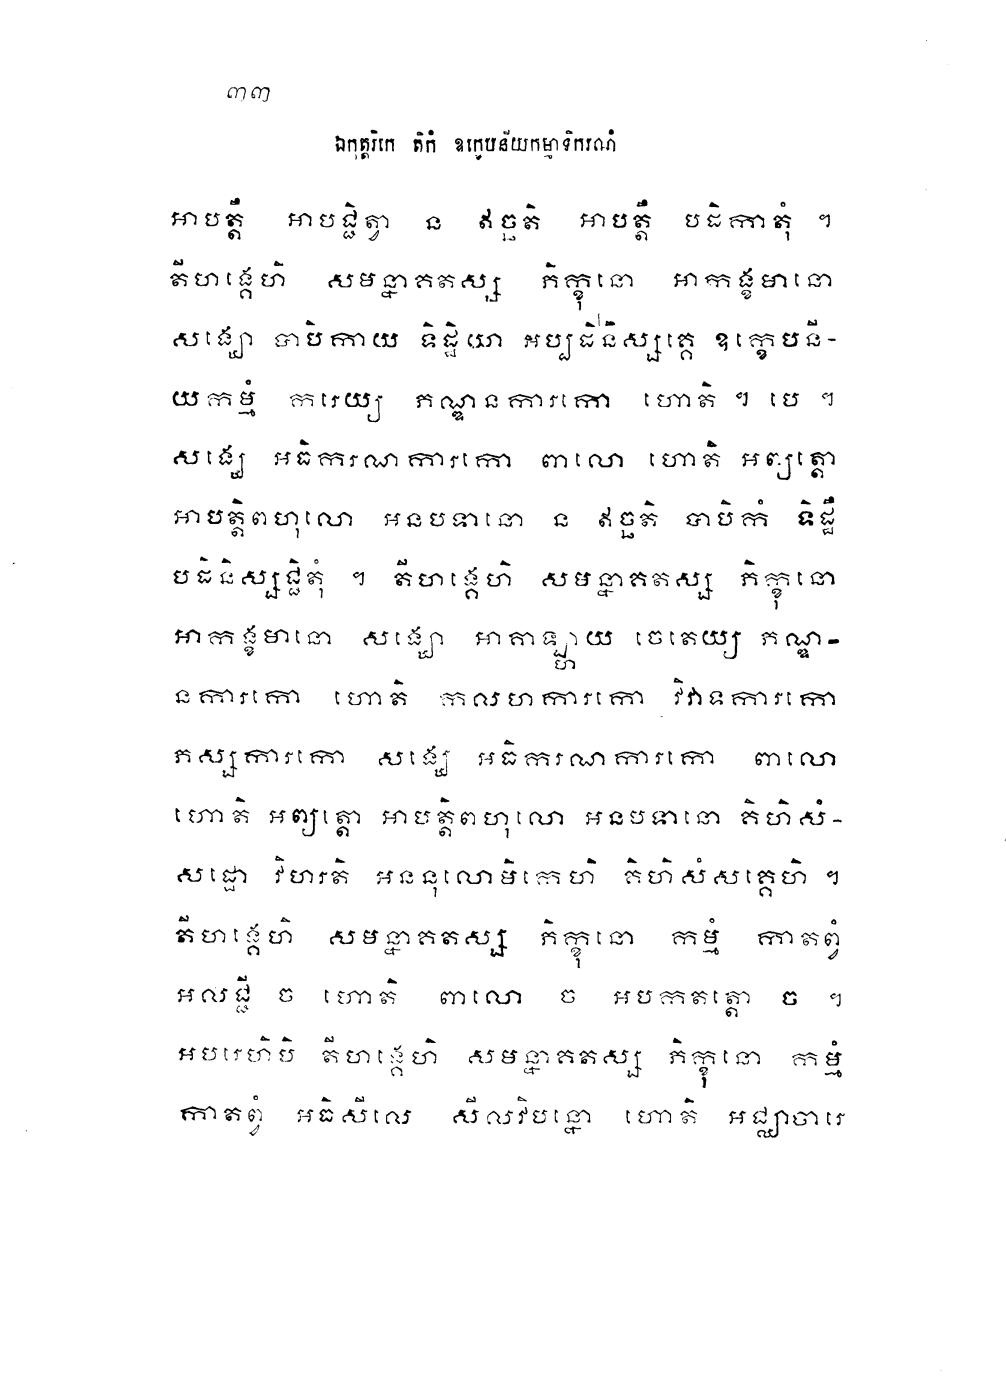 ៣៣
ឯកុត្តរិកេ តិកំ ឧក្ខេបនីយកម្មាទិករណំ
អាបត្តឹ អាបជ្ជិត្វា ន ឥច្ឆតិ អាបត្តឹ បដិកាតុំ ។
តីហង្គេហិ សមន្នាគតស្ស ភិក្ខុនោ អាកង្ខមានោ
សង្ឃោ បាបិកាយ ទិដ្ឋិយា អប្បដិនិស្សគ្គេ ឧក្ខេបនី-
យកម្មំ ករេយ្យ ភណ្ឌនការកោ ហោតិ ។ បេ ។
សង្ឃេ អធិករណការកោ ពាលោ ហោតិ អព្យត្តោ
អាបត្តិពហុលោ អនបទានោ ន ឥច្ឆតិ បាបិកំ ទិដ្ឋឹ
បដិនិស្សជ្ជិតុំ ។ តីហង្គេហិ សមន្នាគតស្ស ភិក្ខុនោ
អាកង្ខមានោ សង្ឃោ អាគាឡ្ហាយ ចេតេយ្យ ភណ្ឌ-
នការកោ ហោតិ កលហការកោ វិវាទការកោ
ភស្សការកោ សង្ឃេ អធិករណការកោ ពាលោ
ហោតិ អព្យត្តោ អាបត្តិពហុលោ អនបទានោ គិហិសំ-
សដ្ឋោ វិហរតិ អននុលោមិកេហិ គិហិសំសគ្គេហិ ។
តីហង្គេហិ សមន្នាគតស្ស ភិក្ខុនោ កម្មំ កាតព្វំ
អលជ្ជី ច ហោតិ ពាលោ ច អបកតត្តោ ច ។
អបរេហិបិ តីហង្គេហិ សមន្នាគតស្ស ភិក្ខុនោ កម្មំ
កាតព្វំ អធិសីលេ សីលវិបន្នោ ហោតិ អជ្ឈាចារេ